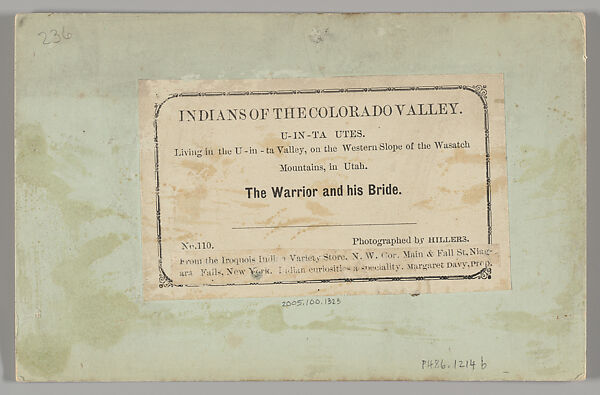 236
INDIANS OF THE COLORADO VALLEY.
U-IN-TA UTES.
Living in the U-in-ta Valley, on the Western Slope of the Wasatch
Mountains, in Utah.
The Warrior and his Bride.
No.110. Photographed by HILLERS.
From the Iroquois Indian Variety Store, N. W. Cor. Main & Fall St, Niag-
ara Falls, New York. Indian curiosities a speciality. Margaret Davy, Prop.
2005.100.1323
PH86.1214 b